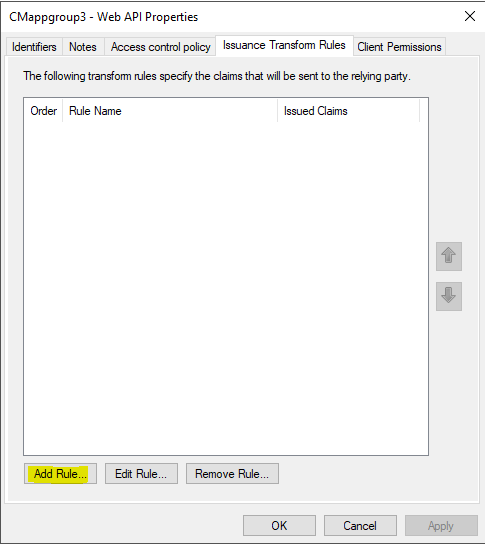 CMappgroup3 - Web API Properties
Identifiers Notes Access control policy Issuance Transform Rules Client Permissions
The following transform rules specify the claims that will be sent to the relying party.
Order Rule Name Issued Claims
Add Rule... Edit Rule... Remove Rule...
OK Cancel Apply